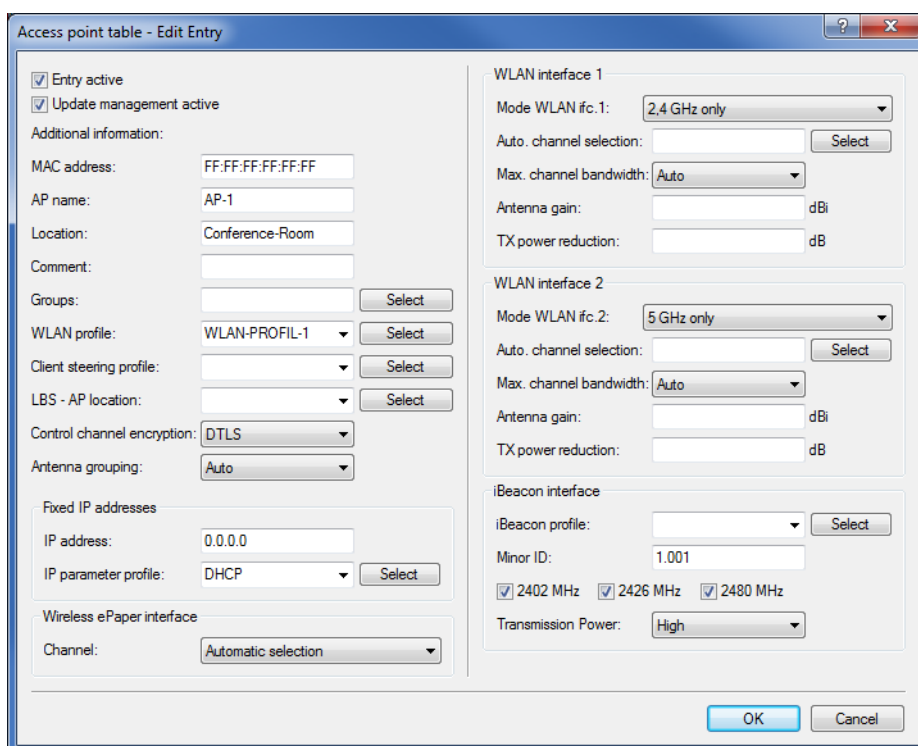 Access point table - Edit Entry
?
Entry active
Update management active
Additional information:
MAC address: FF:FF:FF:FF:FF:FF
AP name: AP-1
Location: Conference-Room
Comment:
Groups: Select
WLAN profile: WLAN-PROFIL-1 Select
Client steering profile: Select
LBS - AP location: Select
Control channel encryption: DTLS
Antenna grouping: Auto
Fixed IP addresses
IP address: 0.0.0.0
IP parameter profile: DHCP Select
Wireless ePaper interface
Channel: Automatic selection
WLAN interface 1
Mode WLAN ifc.1: 2,4 GHz only
Auto. channel selection: Select
Max. channel bandwidth: Auto
Antenna gain: dBi
TX power reduction: dB
WLAN interface 2
Mode WLAN ifc.2: 5 GHz only
Auto. channel selection: Select
Max. channel bandwidth: Auto
Antenna gain: dBi
TX power reduction: dB
iBeacon interface
iBeacon profile: Select
Minor ID: 1.001
2402 MHz 2426 MHz 2480 MHz
Transmission Power: High
OK Cancel